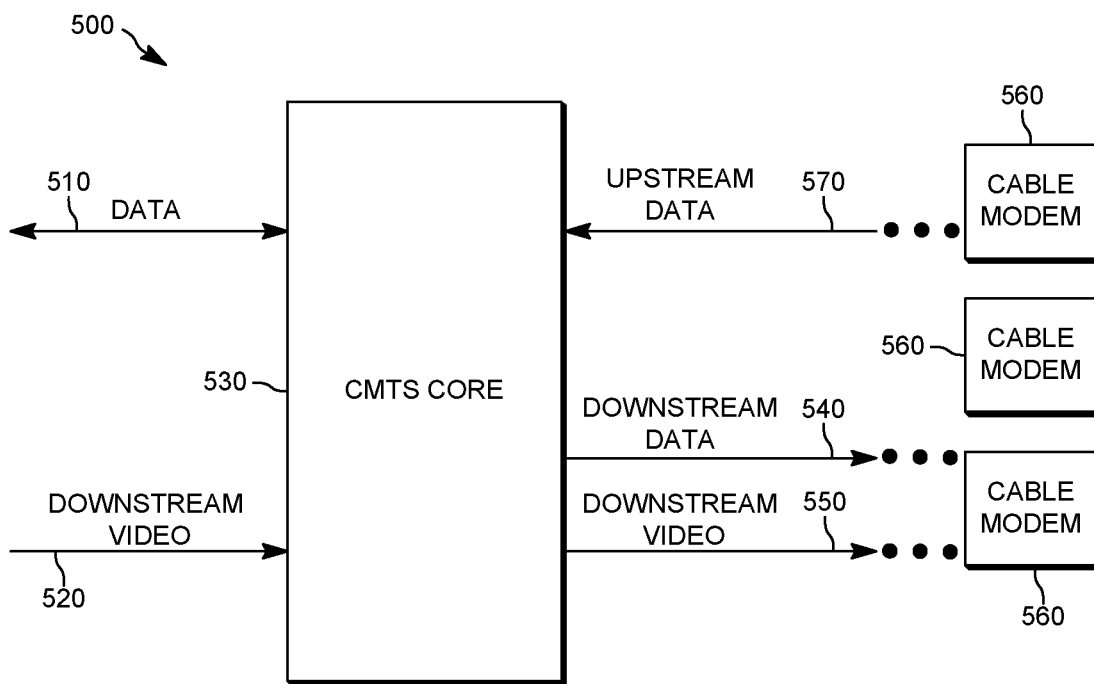 500
560
510
DATA
UPSTREAM
DATA
570
CABLE
MODEM
530
CMTS CORE
560
CABLE
MODEM
DOWNSTREAM
DATA
540
DOWNSTREAM
VIDEO
520
DOWNSTREAM
VIDEO
550
CABLE
MODEM
560